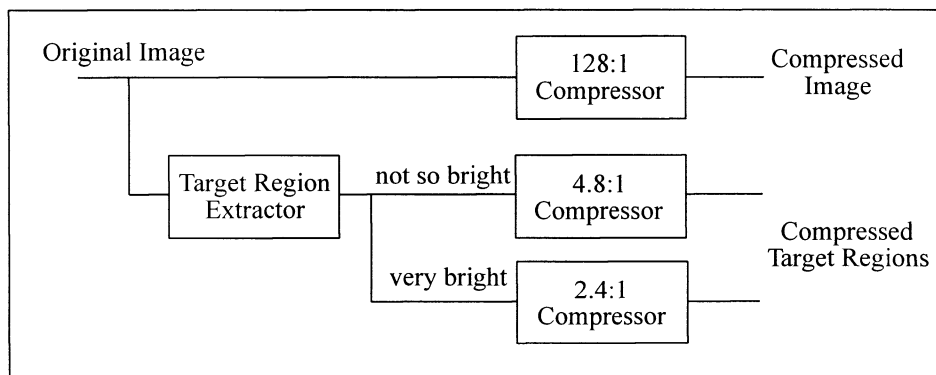 Original Image
128:1
Compressor
Compressed
Image
Target Region
Extractor
not so bright
4.8:1
Compressor
very bright
2.4:1
Compressor
Compressed
Target Regions